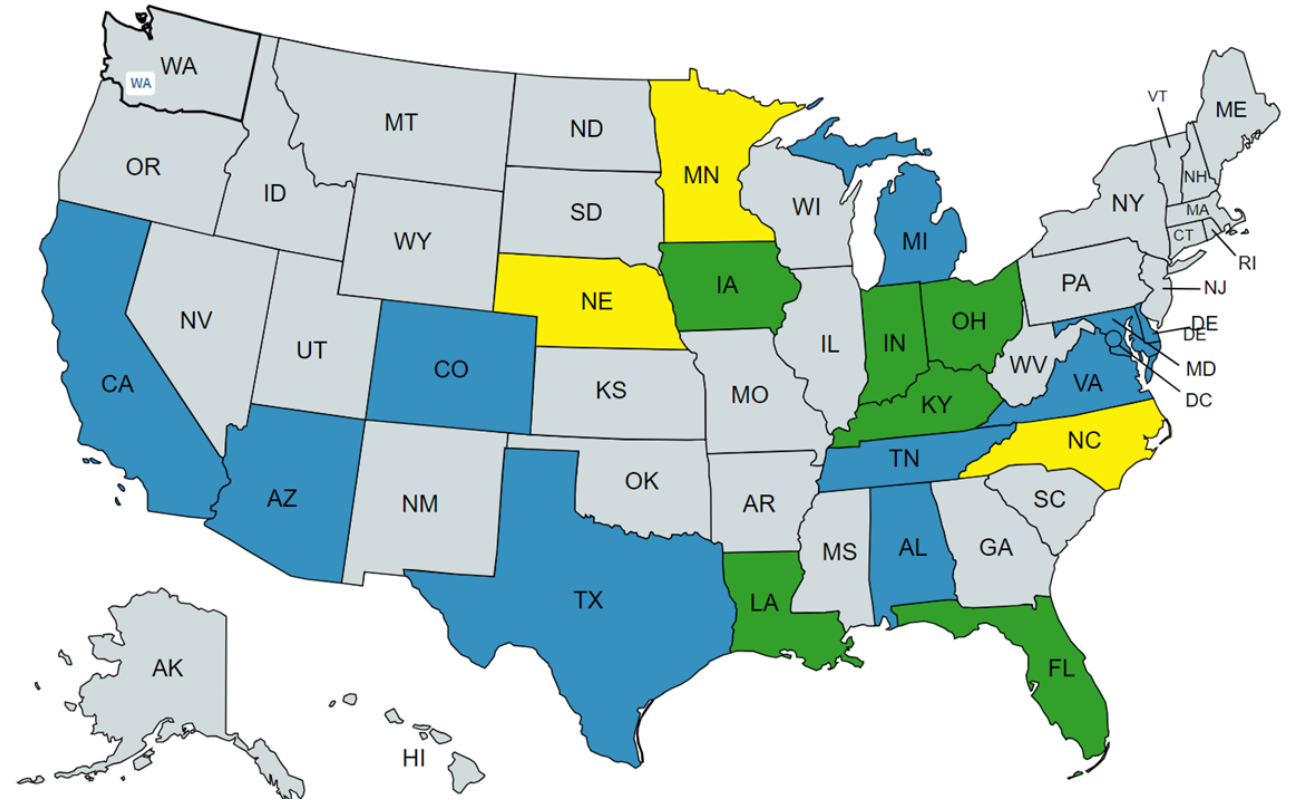 WA
WA
MT
ND
MN
VT
ME
OR
ID
SD
WI
MI
NY
NH
MA
CT
RI
WY
NE
IA
PA
NJ
NV
UT
CO
IL
IN
OH
DE
DE
MD
DC
WV
VA
CA
KS
MO
KY
NC
TN
AZ
NM
OK
AR
SC
MS
AL
GA
TX
LA
FL
AK
HI